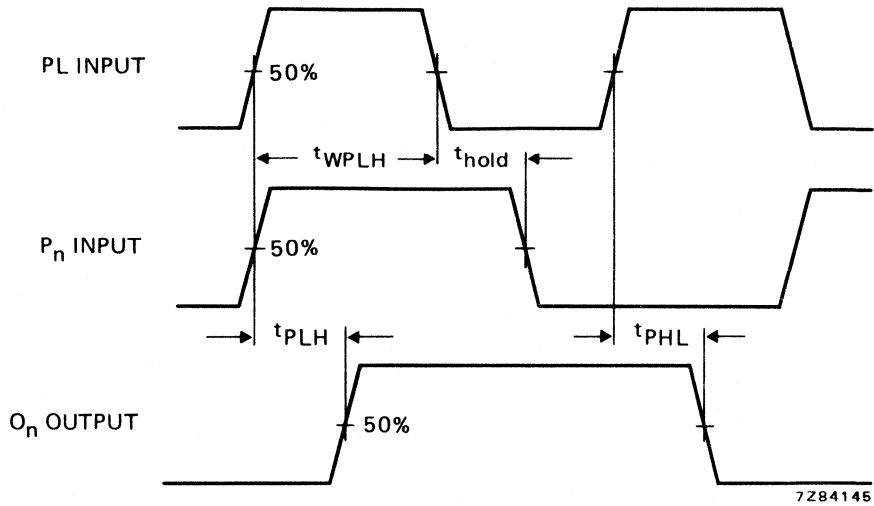 PL INPUT
50%
tWPLH
thold
Pn INPUT
50%
tPLH
tPHL
On OUTPUT
50%
7Z84145